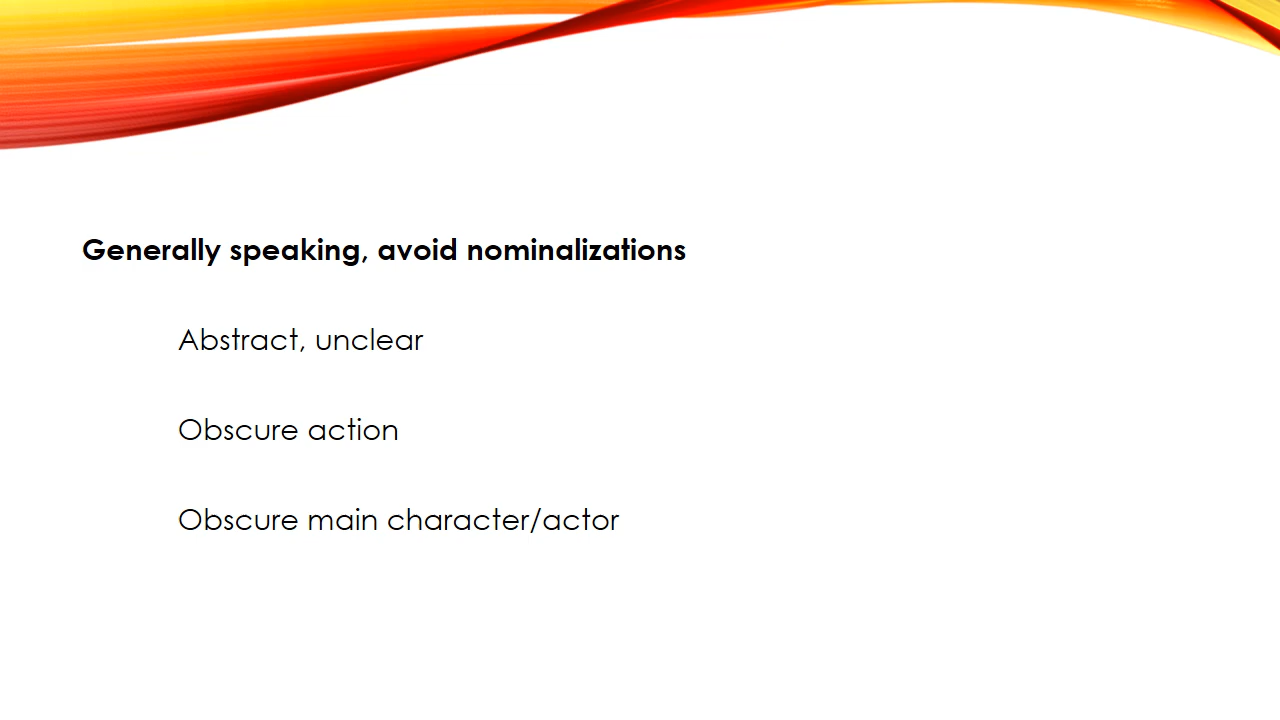 Generally speaking, avoid nominalizations
Abstract, unclear
Obscure action
Obscure main character/actor